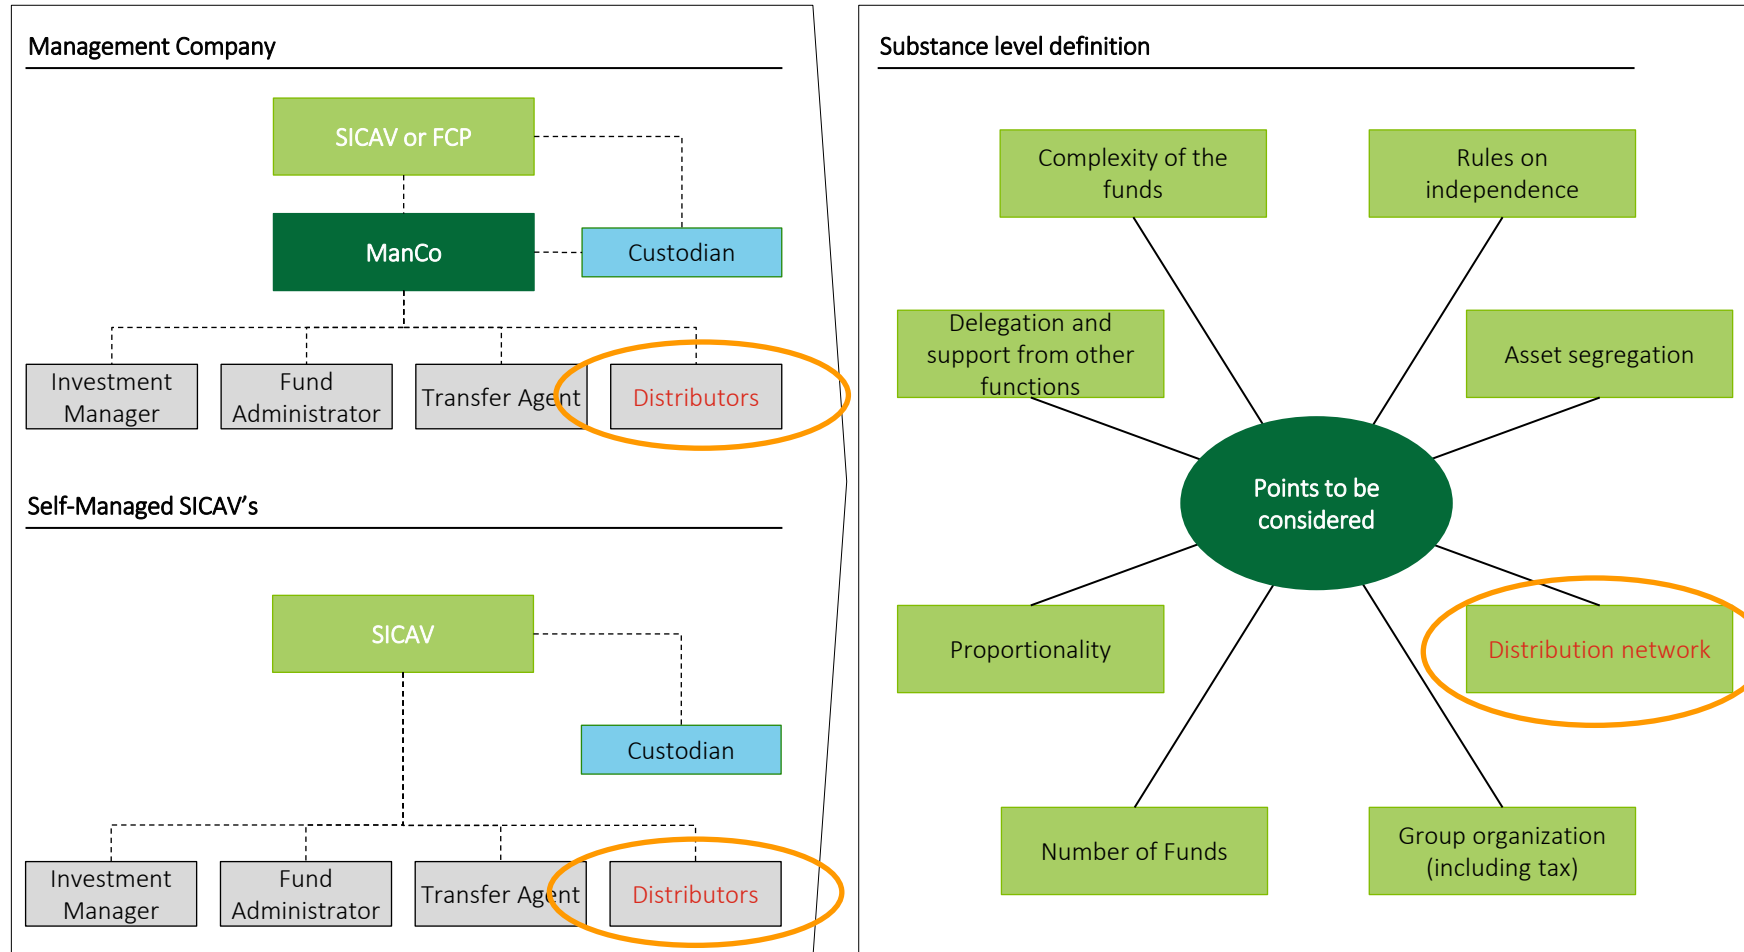 Management Company
SICAV or FCP
ManCo
Custodian
Investment
Manager
Fund
Administrator
Transfer Agent
Distributors
Self-Managed SICAV’s
SICAV
Custodian
Investment
Manager
Fund
Administrator
Transfer Agent
Distributors
Substance level definition
Complexity of the
funds
Rules on
independence
Delegation and
support from other
functions
Asset segregation
Points to be
considered
Proportionality
Distribution network
Number of Funds
Group organization
(including tax)